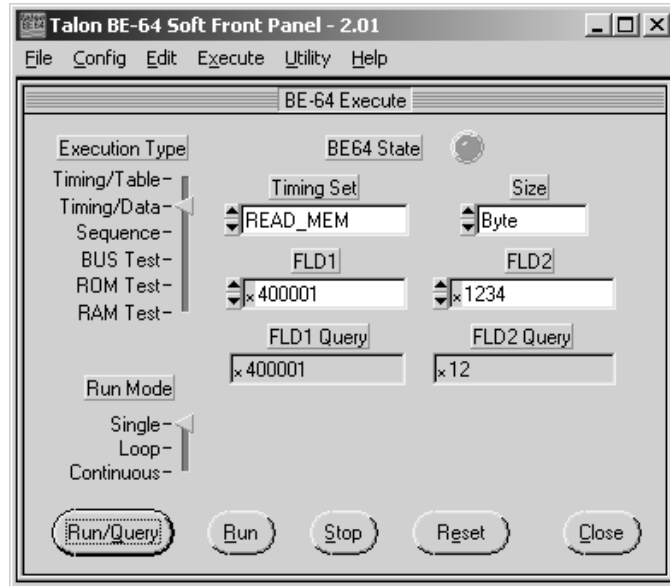 Talon BE-64 Soft Front Panel - 2.01
File Config Edit Execute Utility Help
BE-64 Execute
Execution Type
BE64 State
Timing/Table
Timing/Data
Sequence
BUS Test
ROM Test
RAM Test
Timing Set
READ_MEM
Size
Byte
FLD1
x 400001
FLD2
x 1234
FLD1 Query
x 400001
FLD2 Query
x 12
Run Mode
Single
Loop
Continuous
Run/Query
Run
Stop
Reset
Close